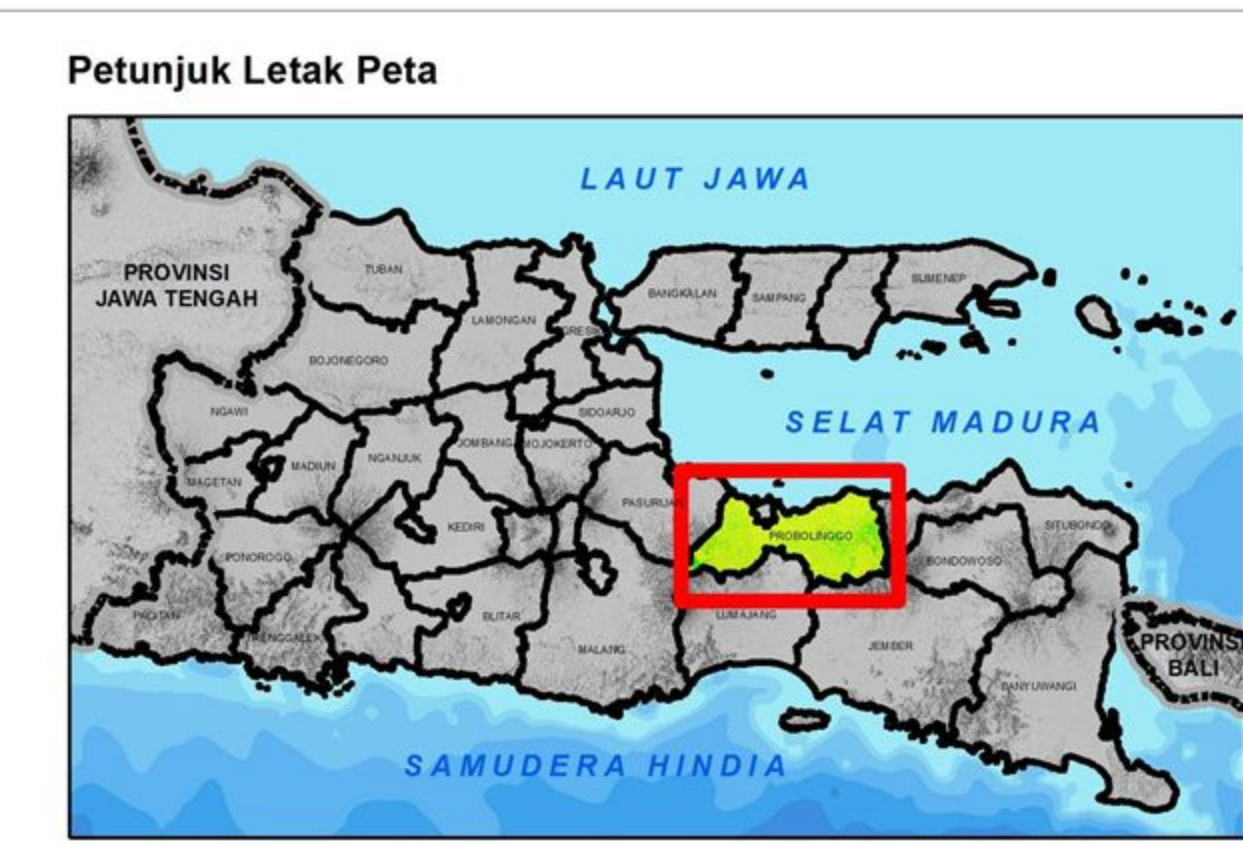 Petunjuk Letak Peta
LAUT JAWA
PROVINSI
JAWA TENGAH
TUBAN
BANGKALAN
SAMPANG
SUMENEP
LAMONGAN
GRESIK
BOJONEGORO
NGAWI
SIDOARJO
SELAT MADURA
JOMBANG
MOJOKERTO
NGANJUK
MADIUN
MAGETAN
PASURUAN
KEDIRI
PROBOLINGGO
SITUBONDO
PONOROGO
BONDOWOSO
PACITAN
TRENGGALEK
BLITAR
LUMAJANG
MALANG
JEMBER
PROVINSI
BALI
BANYUWANGI
SAMUDERA HINDIA